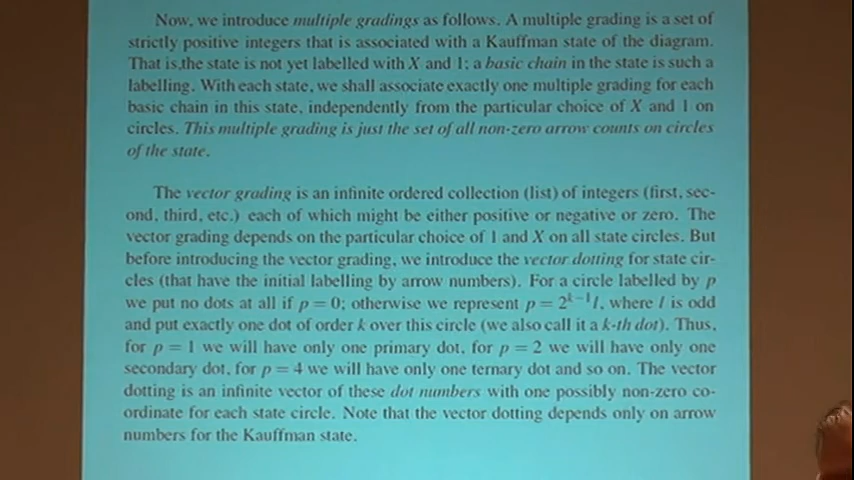 Now, we introduce multiple gradings as follows. A multiple grading is a set of
strictly positive integers that is associated with a Kauffman state of the diagram.
That is,the state is not yet labelled with X and 1; a basic chain in the state is such a
labelling. With each state, we shall associate exactly one multiple grading for each
basic chain in this state, independently from the particular choice of X and 1 on
circles. This multiple grading is just the set of all non-zero arrow counts on circles
of the state.
The vector grading is an infinite ordered collection (list) of integers (first, sec-
ond, third, etc.) each of which might be either positive or negative or zero. The
vector grading depends on the particular choice of 1 and X on all state circles. But
before introducing the vector grading, we introduce the vector dotting for state cir-
cles (that have the initial labelling by arrow numbers). For a circle labelled by p
we put no dots at all if p = 0; otherwise we represent p = 2^{k−1}l, where l is odd
and put exactly one dot of order k over this circle (we also call it a k-th dot). Thus,
for p = 1 we will have only one primary dot, for p = 2 we will have only one
secondary dot, for p = 4 we will have only one ternary dot and so on. The vector
dotting is an infinite vector of these dot numbers with one possibly non-zero co-
ordinate for each state circle. Note that the vector dotting depends only on arrow
numbers for the Kauffman state.